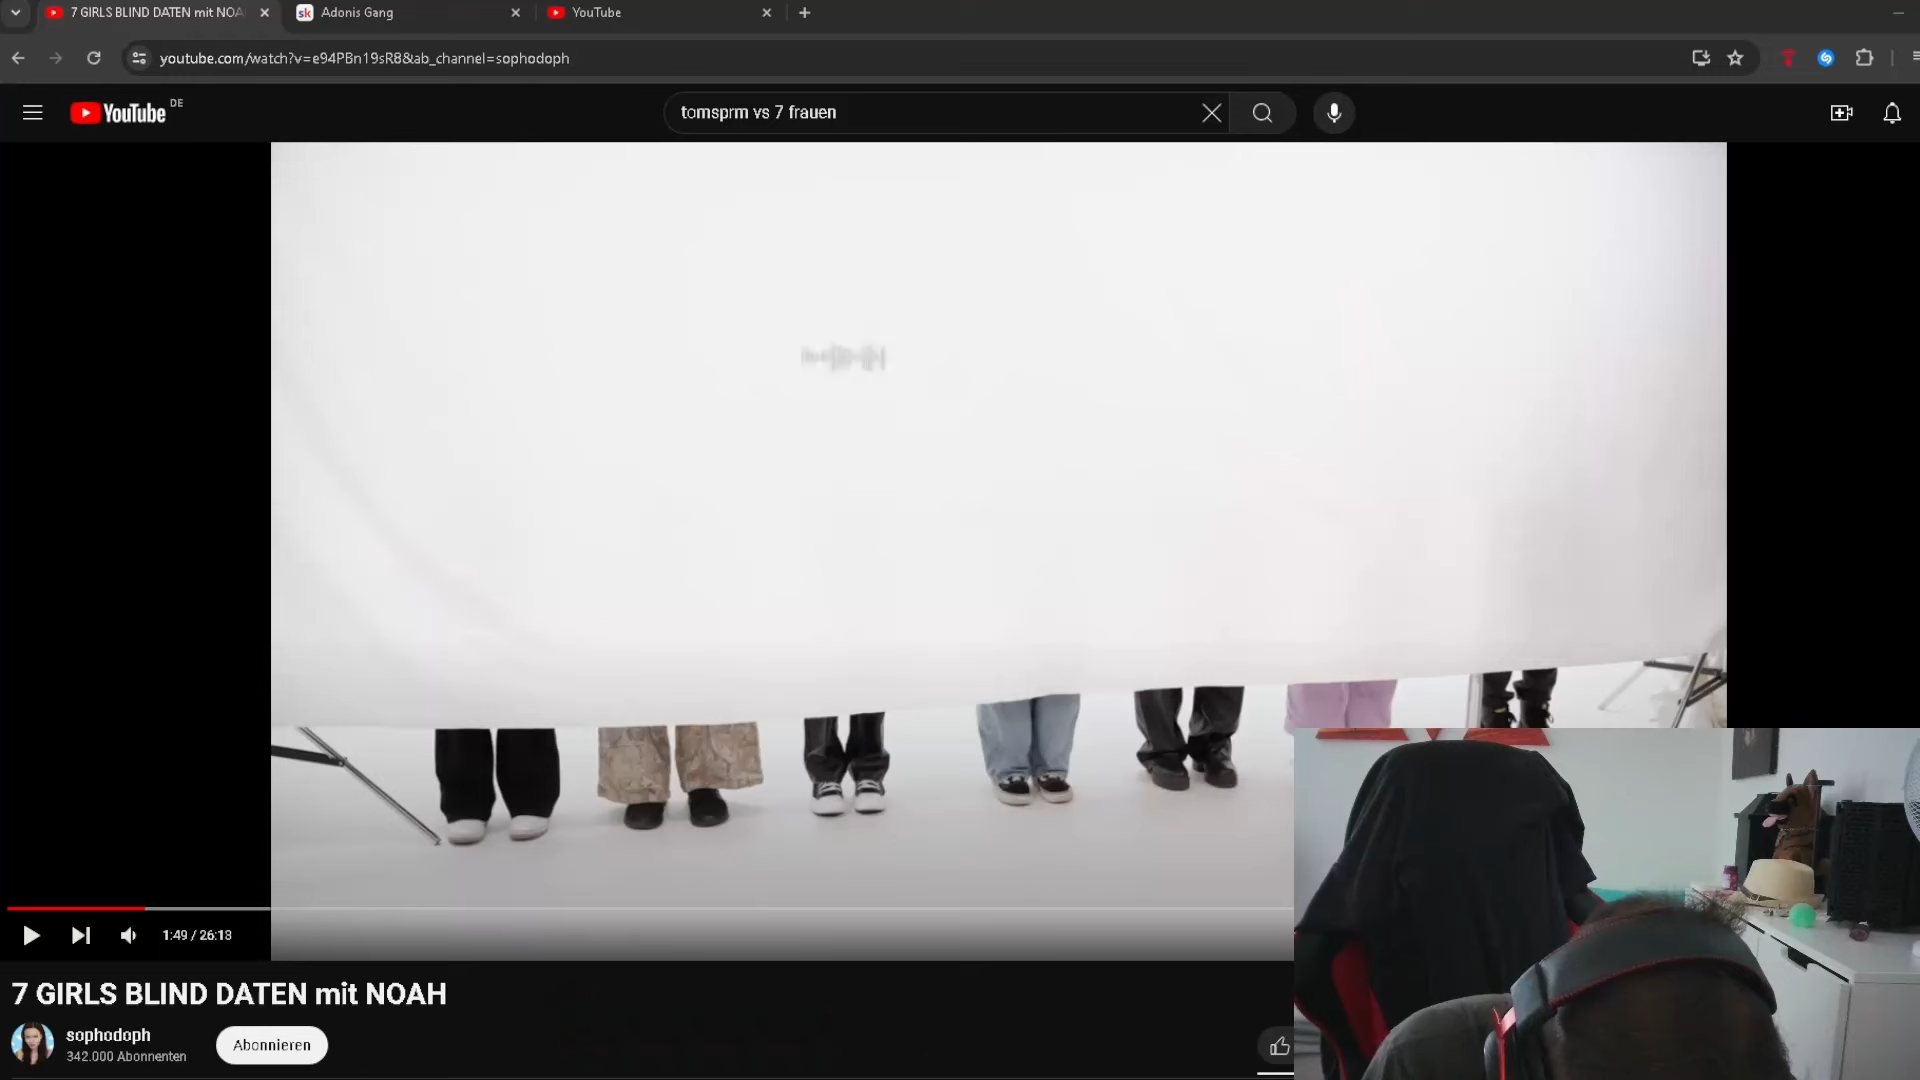 7 GIRLS BLIND DATEN mit NOA
Adonis Gang
YouTube
youtube.com/watch?v=e94PBn19sR8&ab_channel=sophodoph
YouTube DE
tomsprm vs 7 frauen
1:49 / 26:13
7 GIRLS BLIND DATEN mit NOAH
sophodoph
342.000 Abonnenten
Abonnieren